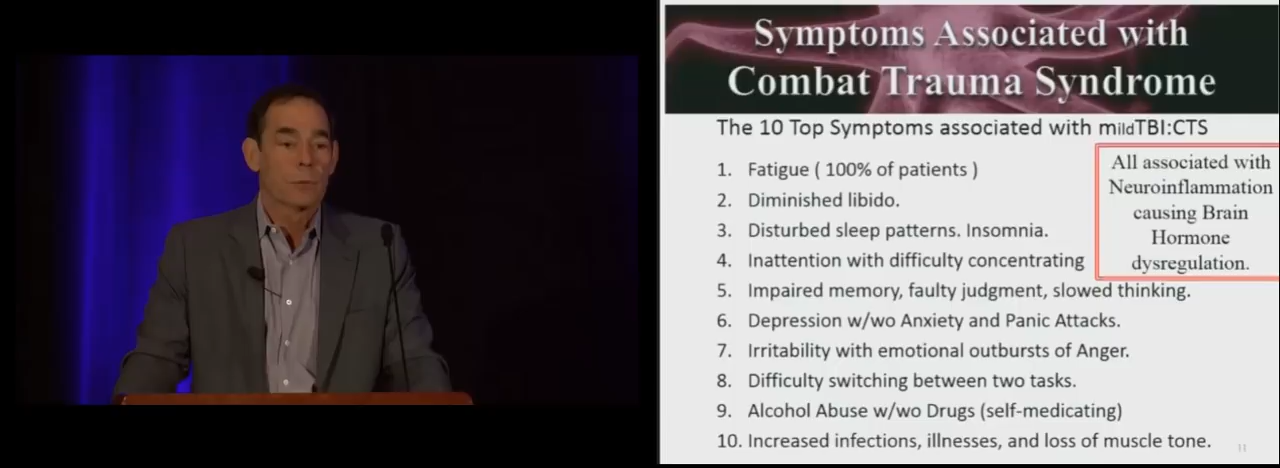 Symptoms Associated with
Combat Trauma Syndrome
The 10 Top Symptoms associated with mildTBI:CTS
1. Fatigue ( 100% of patients )
2. Diminished libido.
3. Disturbed sleep patterns. Insomnia.
4. Inattention with difficulty concentrating
5. Impaired memory, faulty judgment, slowed thinking.
6. Depression w/wo Anxiety and Panic Attacks.
7. Irritability with emotional outbursts of Anger.
8. Difficulty switching between two tasks.
9. Alcohol Abuse w/wo Drugs (self-medicating)
10. Increased infections, illnesses, and loss of muscle tone.
All associated with
Neuroinflammation
causing Brain
Hormone
dysregulation.
11